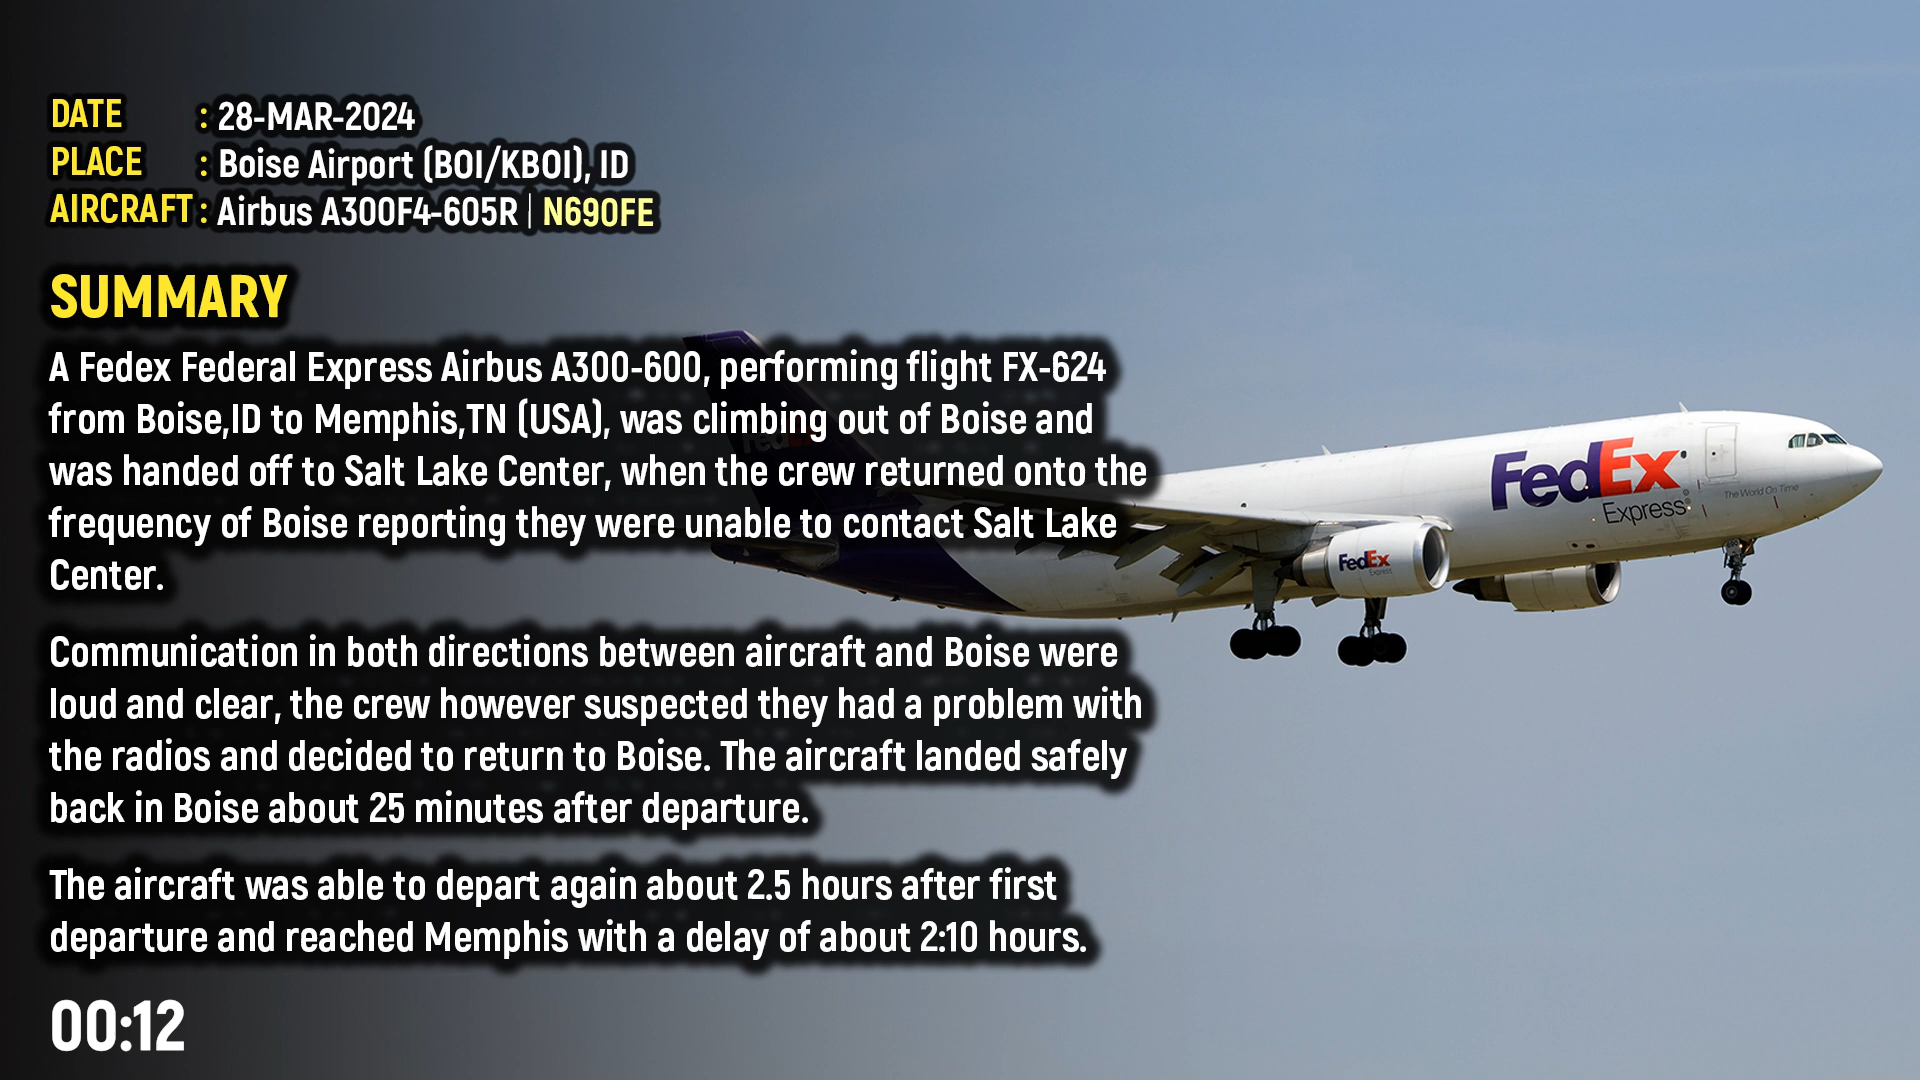 DATE : 28-MAR-2024
PLACE : Boise Airport (BOI/KBOI), ID
AIRCRAFT : Airbus A300F4-605R | N690FE
SUMMARY
A Fedex Federal Express Airbus A300-600, performing flight FX-624
from Boise,ID to Memphis,TN (USA), was climbing out of Boise and
was handed off to Salt Lake Center, when the crew returned onto the
frequency of Boise reporting they were unable to contact Salt Lake
Center.
Communication in both directions between aircraft and Boise were
loud and clear, the crew however suspected they had a problem with
the radios and decided to return to Boise. The aircraft landed safely
back in Boise about 25 minutes after departure.
The aircraft was able to depart again about 2.5 hours after first
departure and reached Memphis with a delay of about 2:10 hours.
00:12
FedEx
Express
The World On Time
FedEx
Express
FedEx